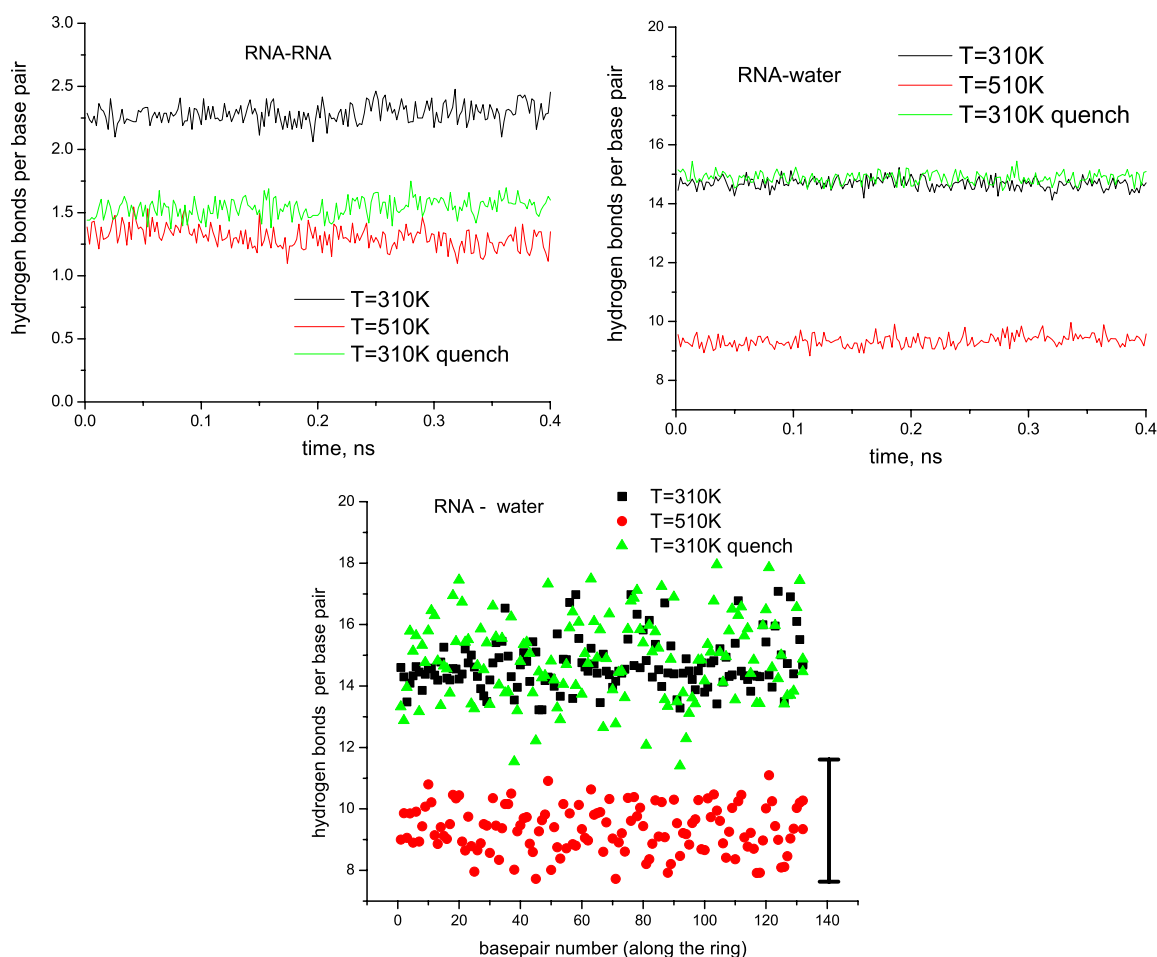 RNA-RNA
hydrogen bonds per base pair
3.0
2.5
2.0
1.5
1.0
0.5
0.0
T=310K
T=510K
T=310K quench
0.0 0.1 0.2 0.3 0.4
time, ns
RNA-water
hydrogen bonds per base pair
20
18
16
14
12
10
8
T=310K
T=510K
T=310K quench
0.0 0.1 0.2 0.3 0.4
time, ns
RNA - water
hydrogen bonds per base pair
20
18
16
14
12
10
8
T=310K
T=510K
T=310K quench
0 20 40 60 80 100 120 140
basepair number (along the ring)